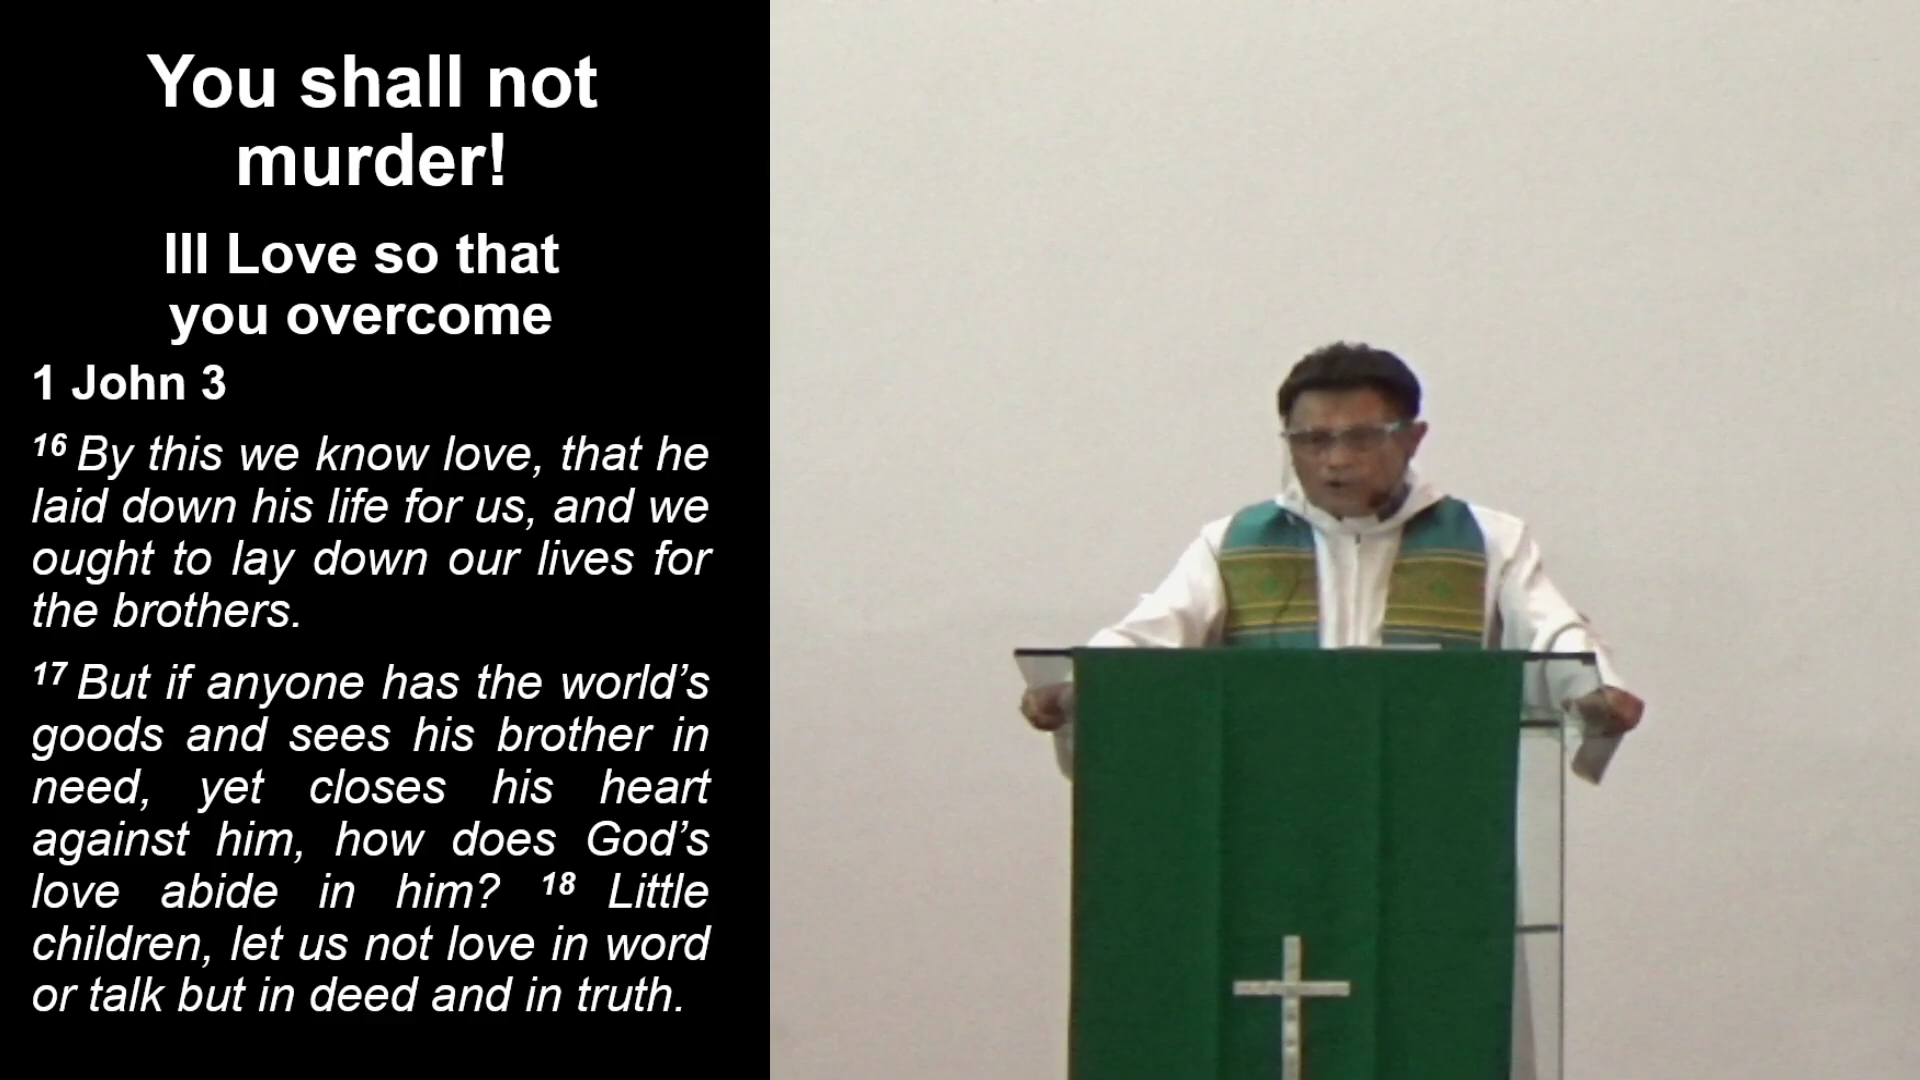 You shall not
murder!
III Love so that
you overcome
1 John 3
16 By this we know love, that he
laid down his life for us, and we
ought to lay down our lives for
the brothers.
17 But if anyone has the world’s
goods and sees his brother in
need, yet closes his heart
against him, how does God’s
love abide in him? 18 Little
children, let us not love in word
or talk but in deed and in truth.